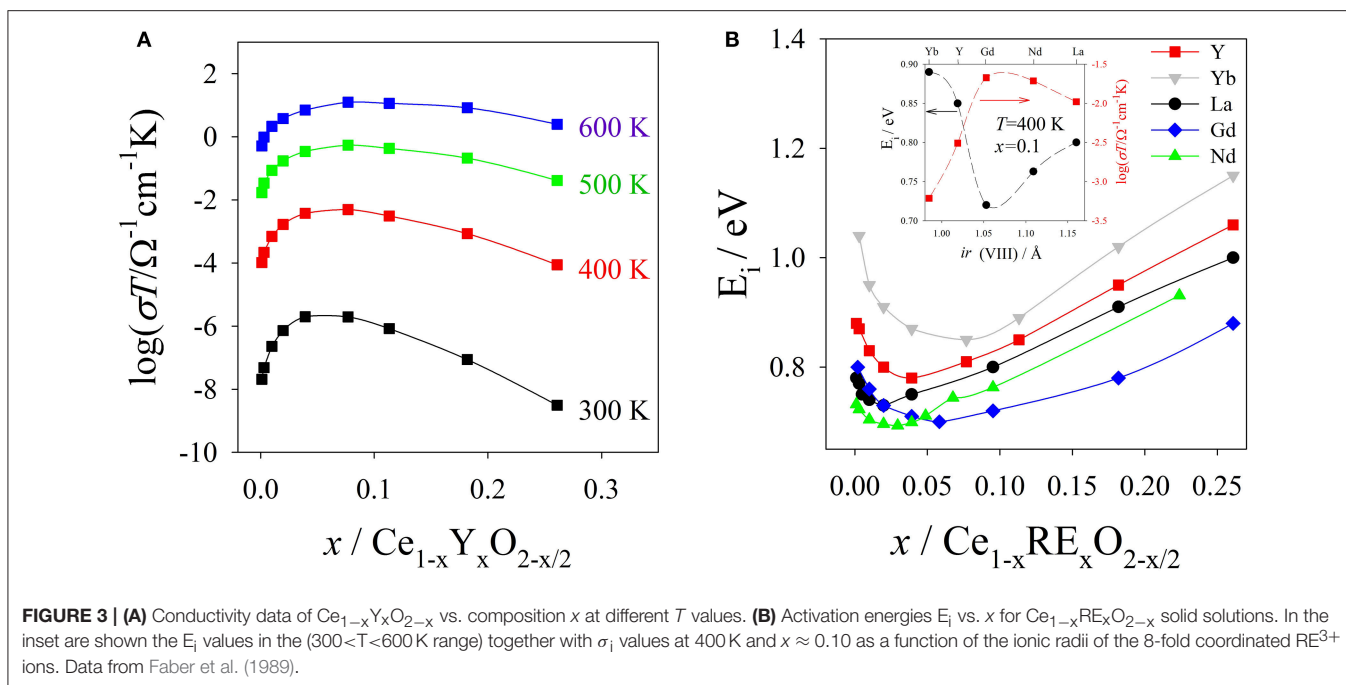 A
2
0
-2
-4
-6
-8
-10
log(σT/Ω⁻¹cm⁻¹K)
600 K
500 K
400 K
300 K
0.0 0.1 0.2 0.3
x / Ce₁₋ₓYₓO₂₋ₓ/₂
B
1.4
1.2
1.0
0.8
E_i / eV
Yb Y Gd Nd La
0.90
0.85
0.80
0.75
0.70
E_i / eV
-1.5
-2.0
-2.5
-3.0
-3.5
log(σT/Ω⁻¹cm⁻¹K)
T=400 K
x=0.1
1.00 1.05 1.10 1.15
ir (VIII) / Å
Y
Yb
La
Gd
Nd
0.00 0.05 0.10 0.15 0.20 0.25
x / Ce₁₋ₓREₓO₂₋ₓ/₂
FIGURE 3 | (A) Conductivity data of Ce₁₋ₓYₓO₂₋ₓ vs. composition x at different T values. (B) Activation energies Eᵢ vs. x for Ce₁₋ₓREₓO₂₋ₓ solid solutions. In the
inset are shown the Eᵢ values in the (300<T<600 K range) together with σᵢ values at 400 K and x ≈ 0.10 as a function of the ionic radii of the 8-fold coordinated RE³⁺
ions. Data from Faber et al. (1989).